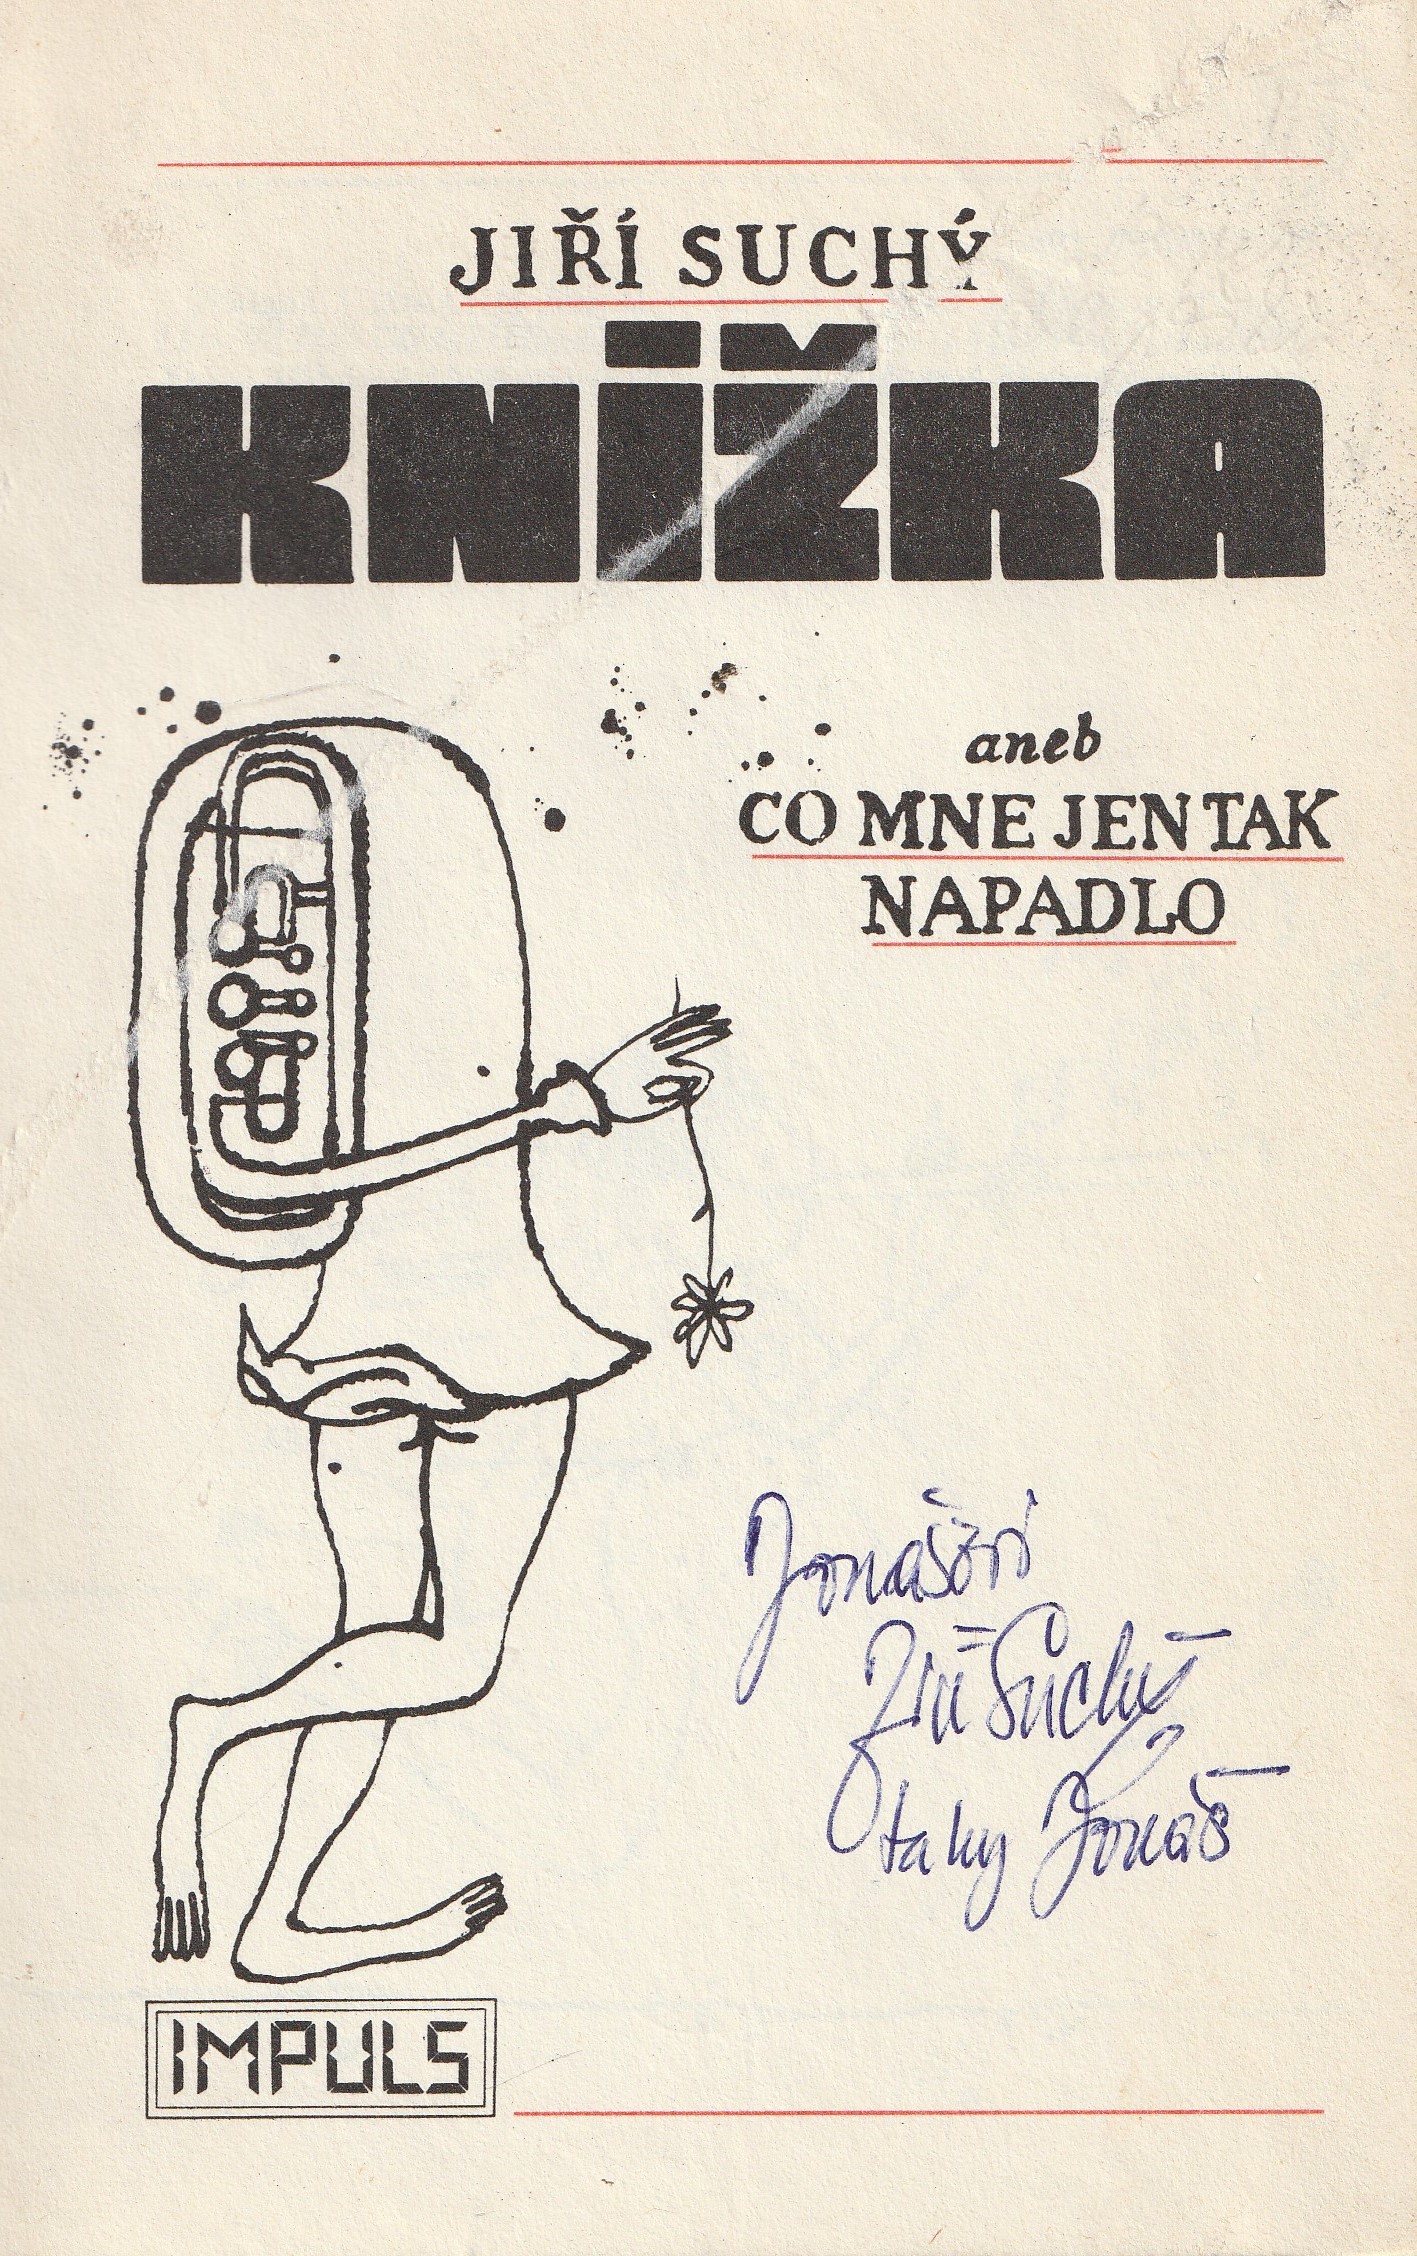 JIŘÍ SUCHÝ
KNÍŽKA
aneb
CO MNE JEN TAK
NAPADLO
Jonášovi
Jiří Suchý
taky Jonáš
IMPULS